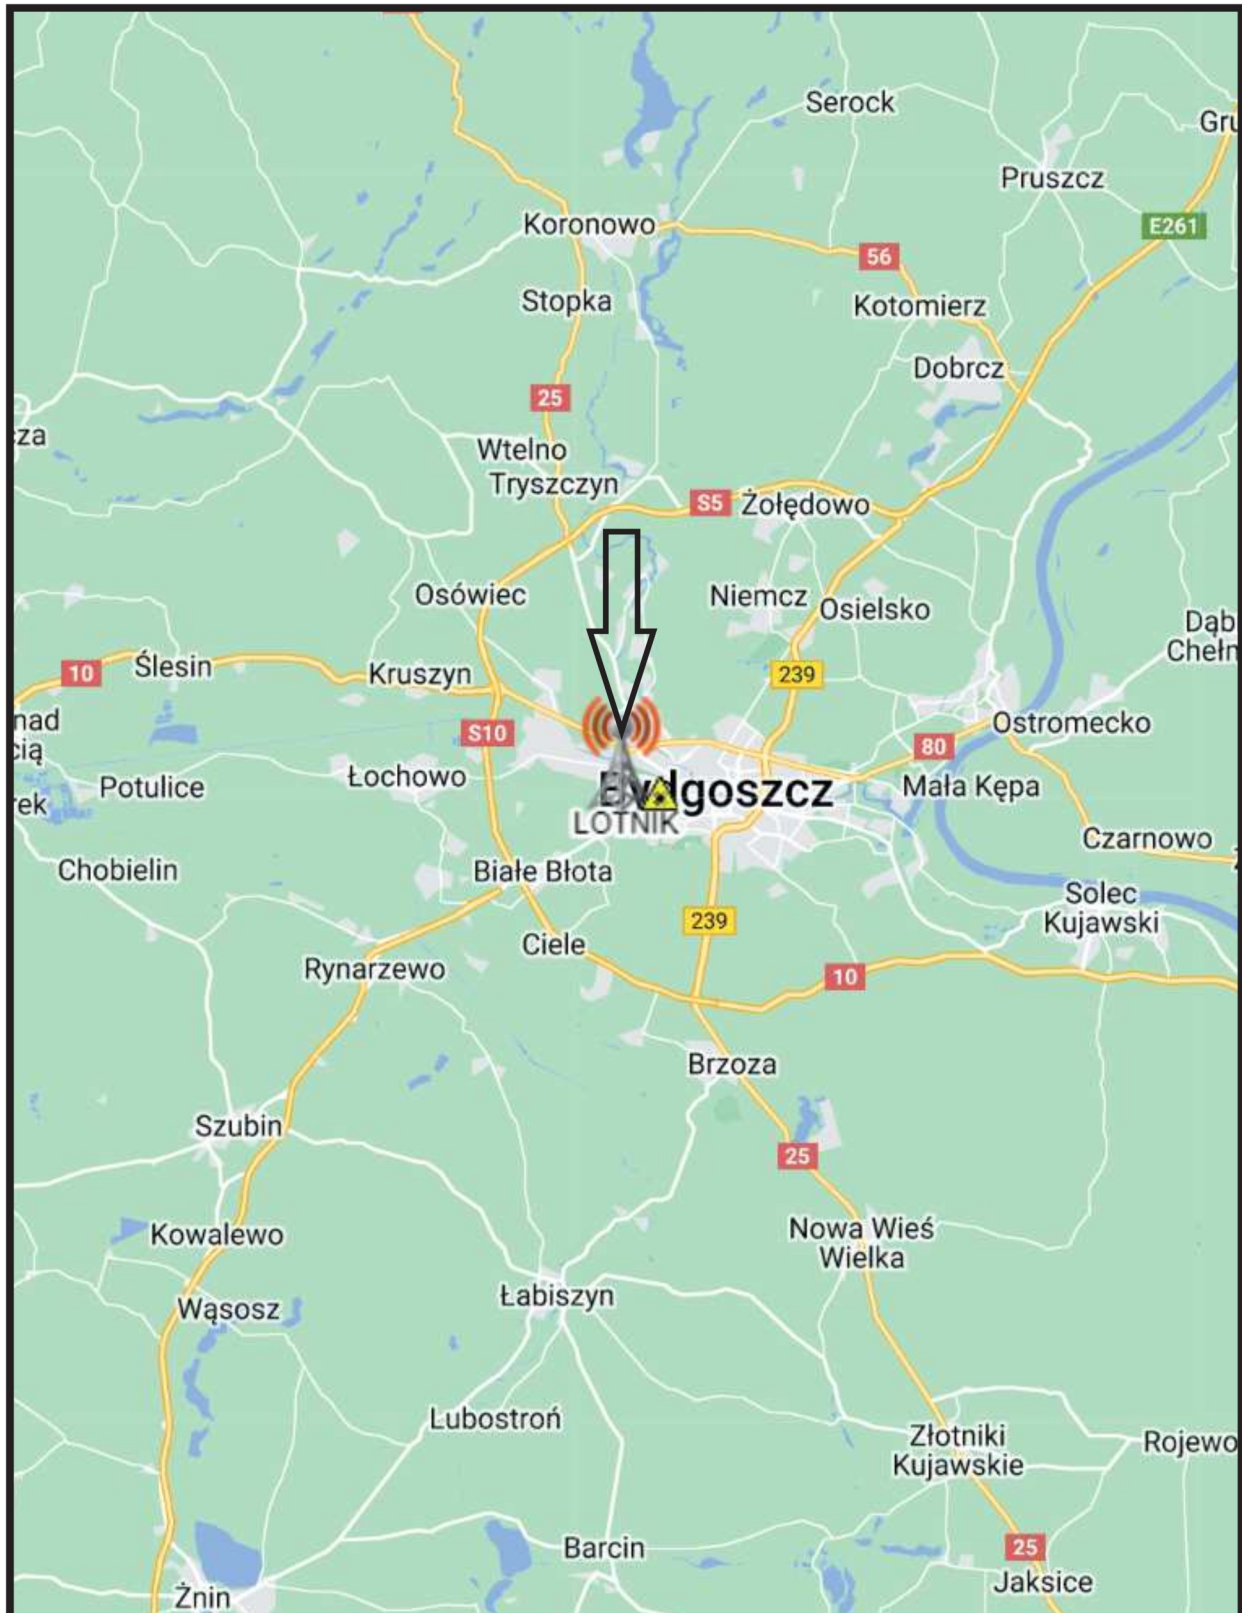 Serock
Gru
Pruszcz
Koronowo
E261
56
Stopka
Kotomierz
Dobrcz
25
cza
Wtelno
Tryszczyn
S5
Żołędowo
Osówiec
Niemcz
Osielsko
Dąb
Chełm
Ślesin
10
Kruszyn
239
nad
cią
S10
Ostromecko
80
Łochowo
Potulice
Mała Kępa
rek
Bydgoszcz
LOTNIK
Czarnowo
Chobielin
Białe Błota
Solec
Kujawski
239
Ciele
Rynarzewo
10
Brzoza
Szubin
25
Kowalewo
Nowa Wieś
Wielka
Łabiszyn
Wąsosz
Lubostroń
Złotniki
Kujawskie
Rojewo
Barcin
25
Jaksice
Żnin